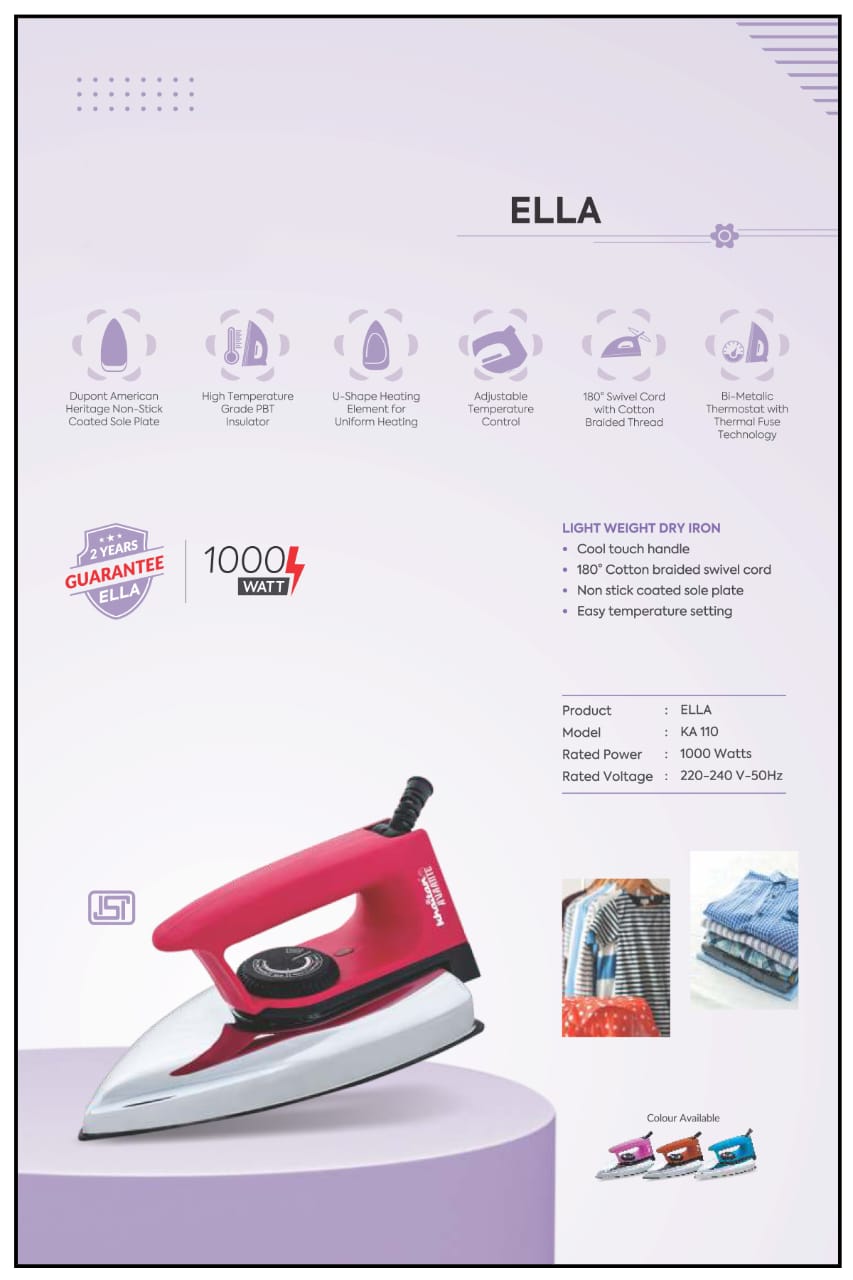 ELLA
Dupont American
Heritage Non-Stick
Coated Sole Plate
High Temperature
Grade PBT
Insulator
U-Shape Heating
Element for
Uniform Heating
Adjustable
Temperature
Control
180° Swivel Cord
with Cotton
Braided Thread
Bi-Metalic
Thermostat with
Thermal Fuse
Technology
2 YEARS
GUARANTEE
ELLA
1000
WATT
LIGHT WEIGHT DRY IRON
• Cool touch handle
• 180° Cotton braided swivel cord
• Non stick coated sole plate
• Easy temperature setting
Product : ELLA
Model : KA 110
Rated Power : 1000 Watts
Rated Voltage : 220-240 V-50Hz
khaitan
AVAANTE
ISI
Colour Available